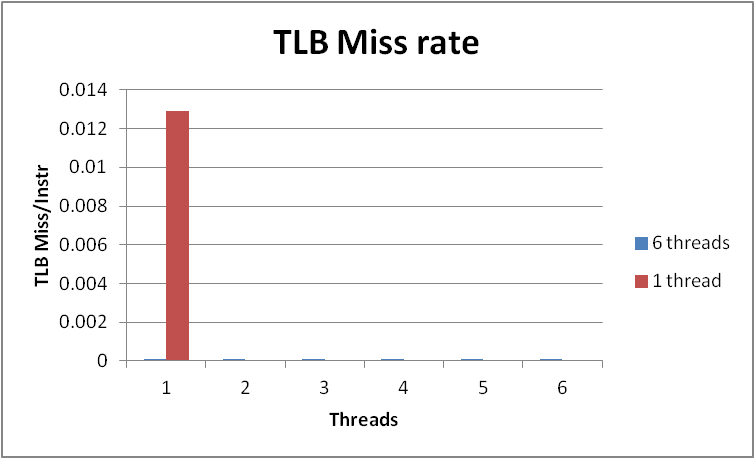 TLB Miss rate
TLB Miss/Instr
0.014
0.012
0.01
0.008
0.006
0.004
0.002
0
1 2 3 4 5 6
Threads
6 threads
1 thread